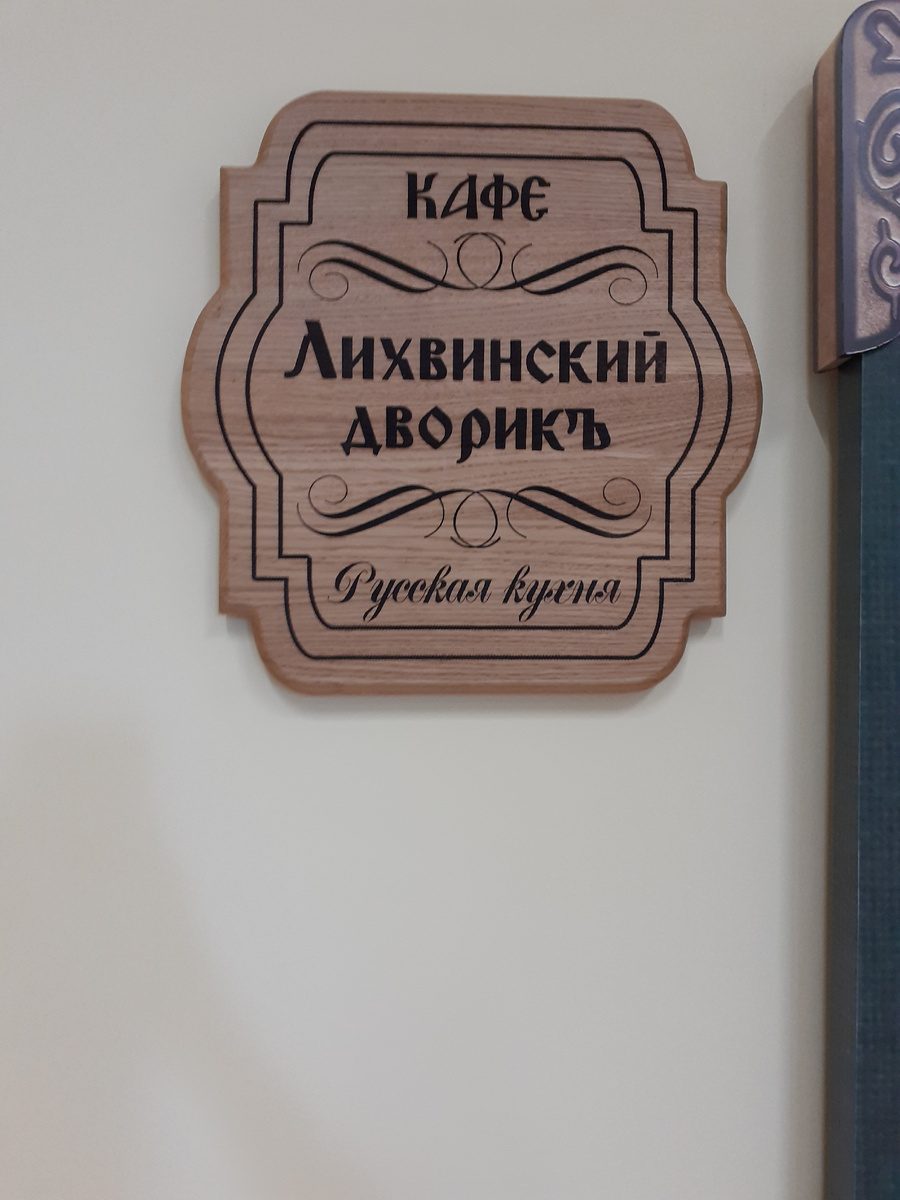 КАФЕ
Лихвинский
дворикъ
Русская кухня